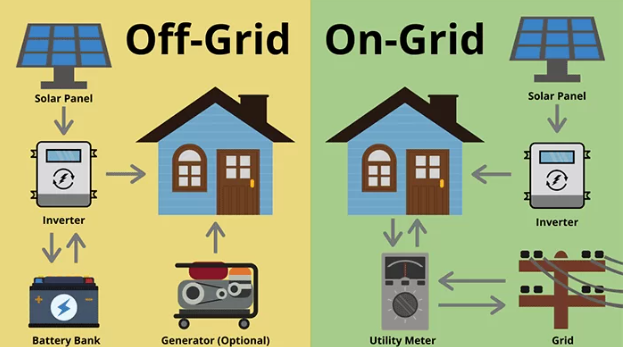 Off-Grid
Solar Panel
Inverter
Battery Bank
Generator (Optional)
On-Grid
Solar Panel
Inverter
Utility Meter
Grid